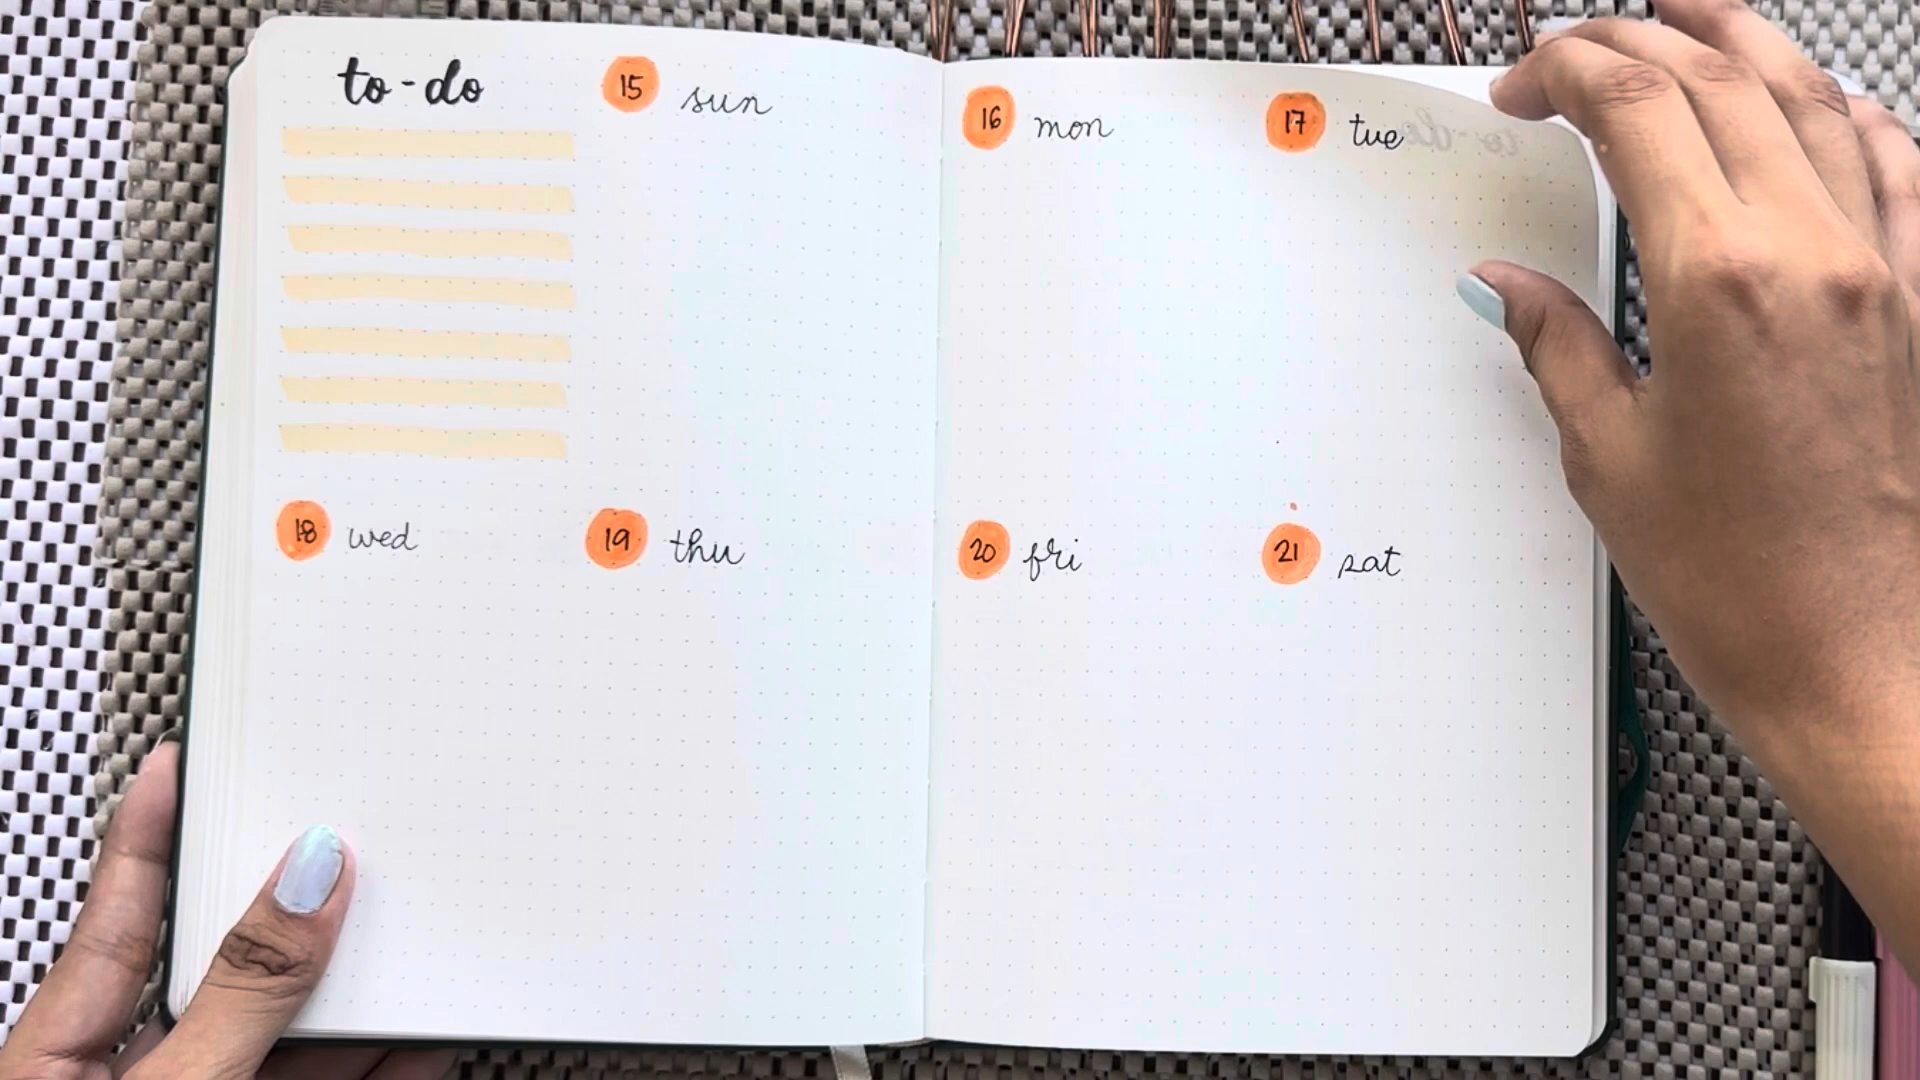 to-do
15 sun
16 mon
17 tue
18 wed
19 thu
20 fri
21 sat